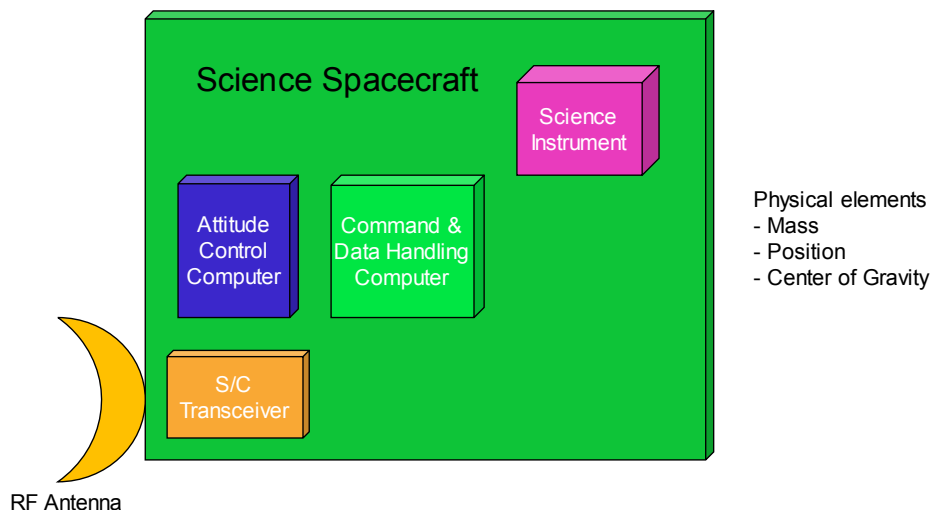 Science Spacecraft
Science
Instrument
Attitude
Control
Computer
Command &
Data Handling
Computer
Physical elements
- Mass
- Position
- Center of Gravity
S/C
Transceiver
RF Antenna